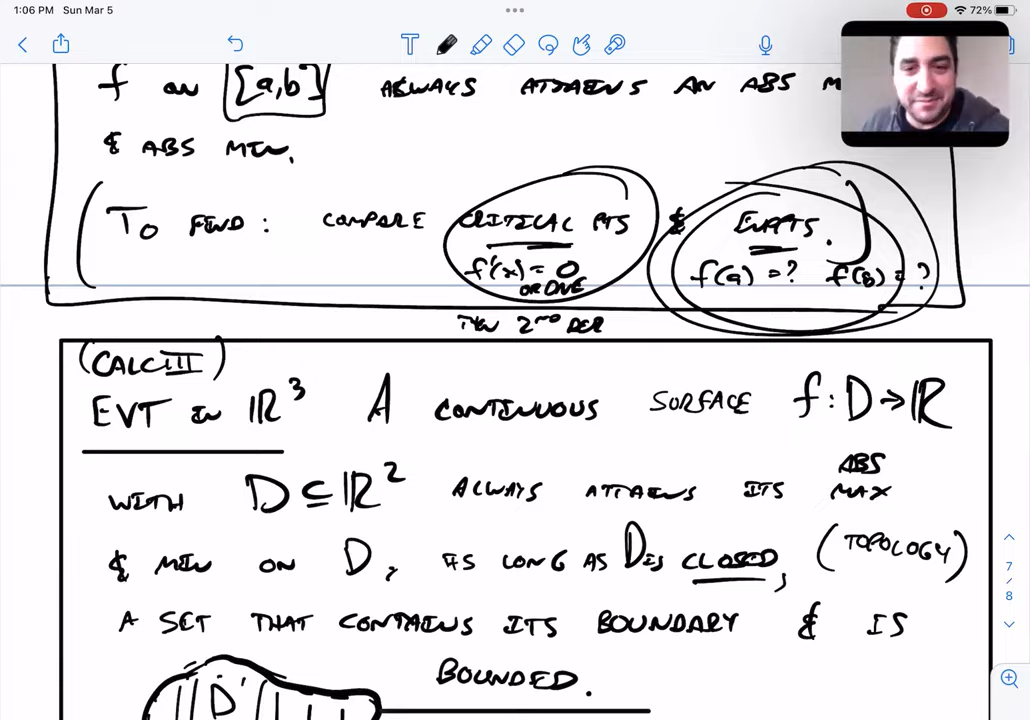 1:06 PM Sun Mar 5
72%
f on [a,b] ALWAYS ATTAINS AN ABS M
& ABS MIN.
(TO FIND: COMPARE CRITICAL PTS & ENDPTS.)
f'(x) = 0 f(a) = ? f(b) = ?
OR DNE
2ND DER
(CALC III)
EVT IN ℝ³ A CONTINUOUS SURFACE f: D→ℝ
WITH D ⊆ ℝ² ALWAYS ATTAINS ITS ABS MAX
& MIN ON D, AS LONG AS D IS CLOSED, (TOPOLOGY)
A SET THAT CONTAINS ITS BOUNDARY & IS
BOUNDED.
D
7
/
8